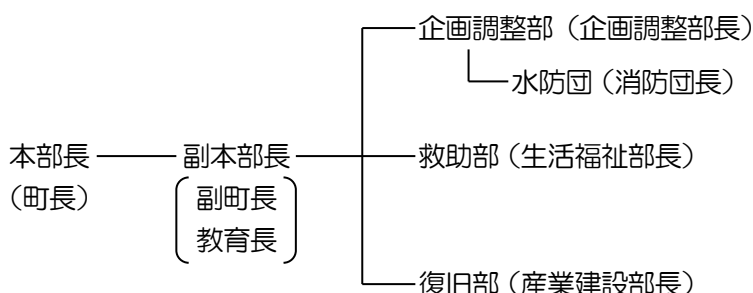 企画調整部（企画調整部長）
水防団（消防団長）
本部長 副本部長 救助部（生活福祉部長）
（町長） 副町長
教育長
復旧部（産業建設部長）